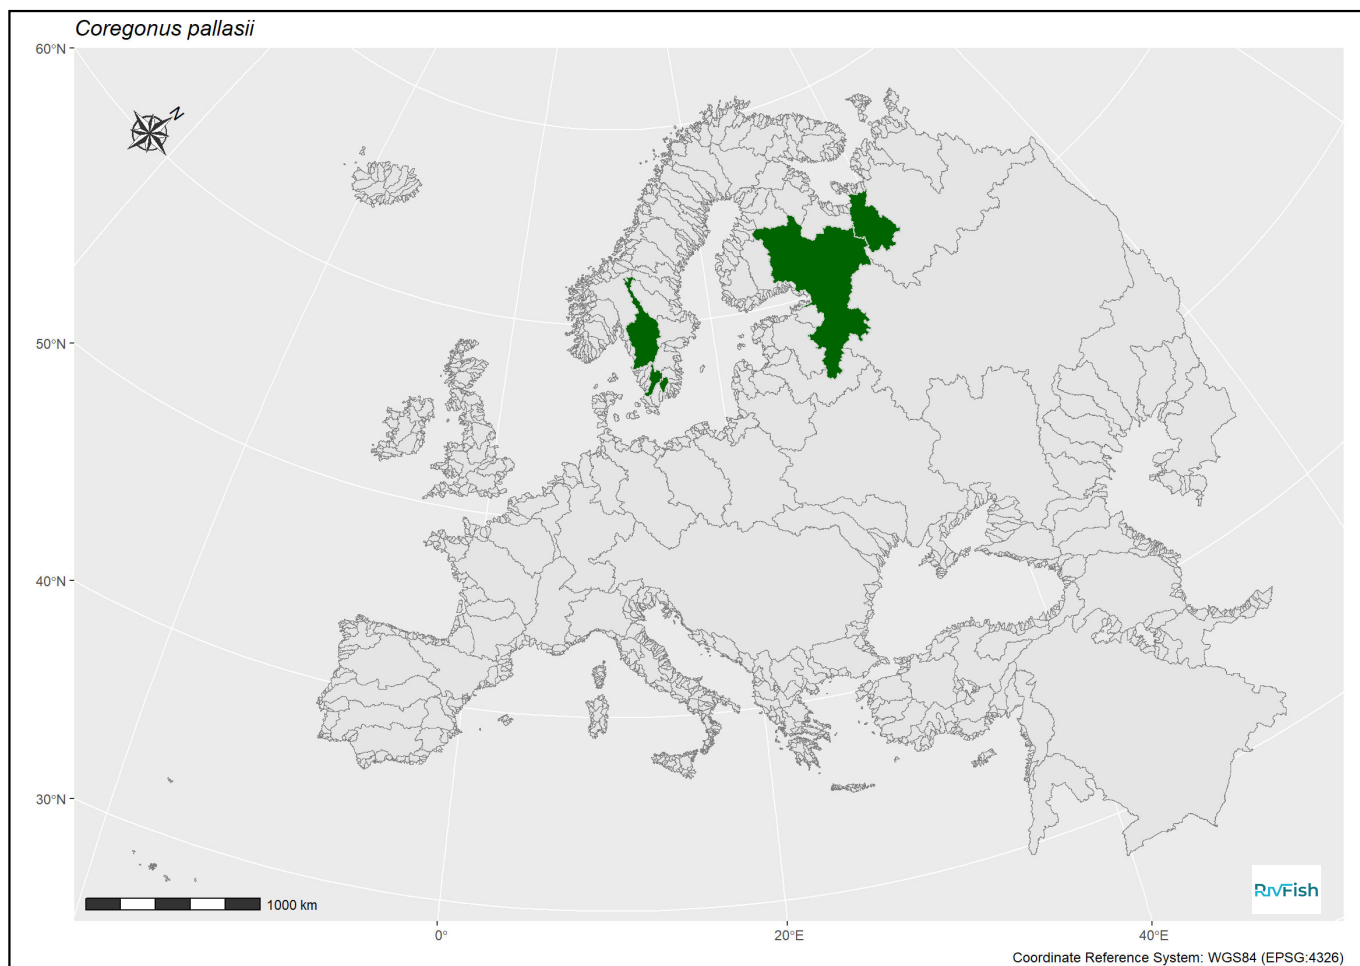 Coregonus pallasii
60°N
N
50°N
40°N
30°N
1000 km
RIVFish
0°
20°E
40°E
Coordinate Reference System: WGS84 (EPSG:4326)